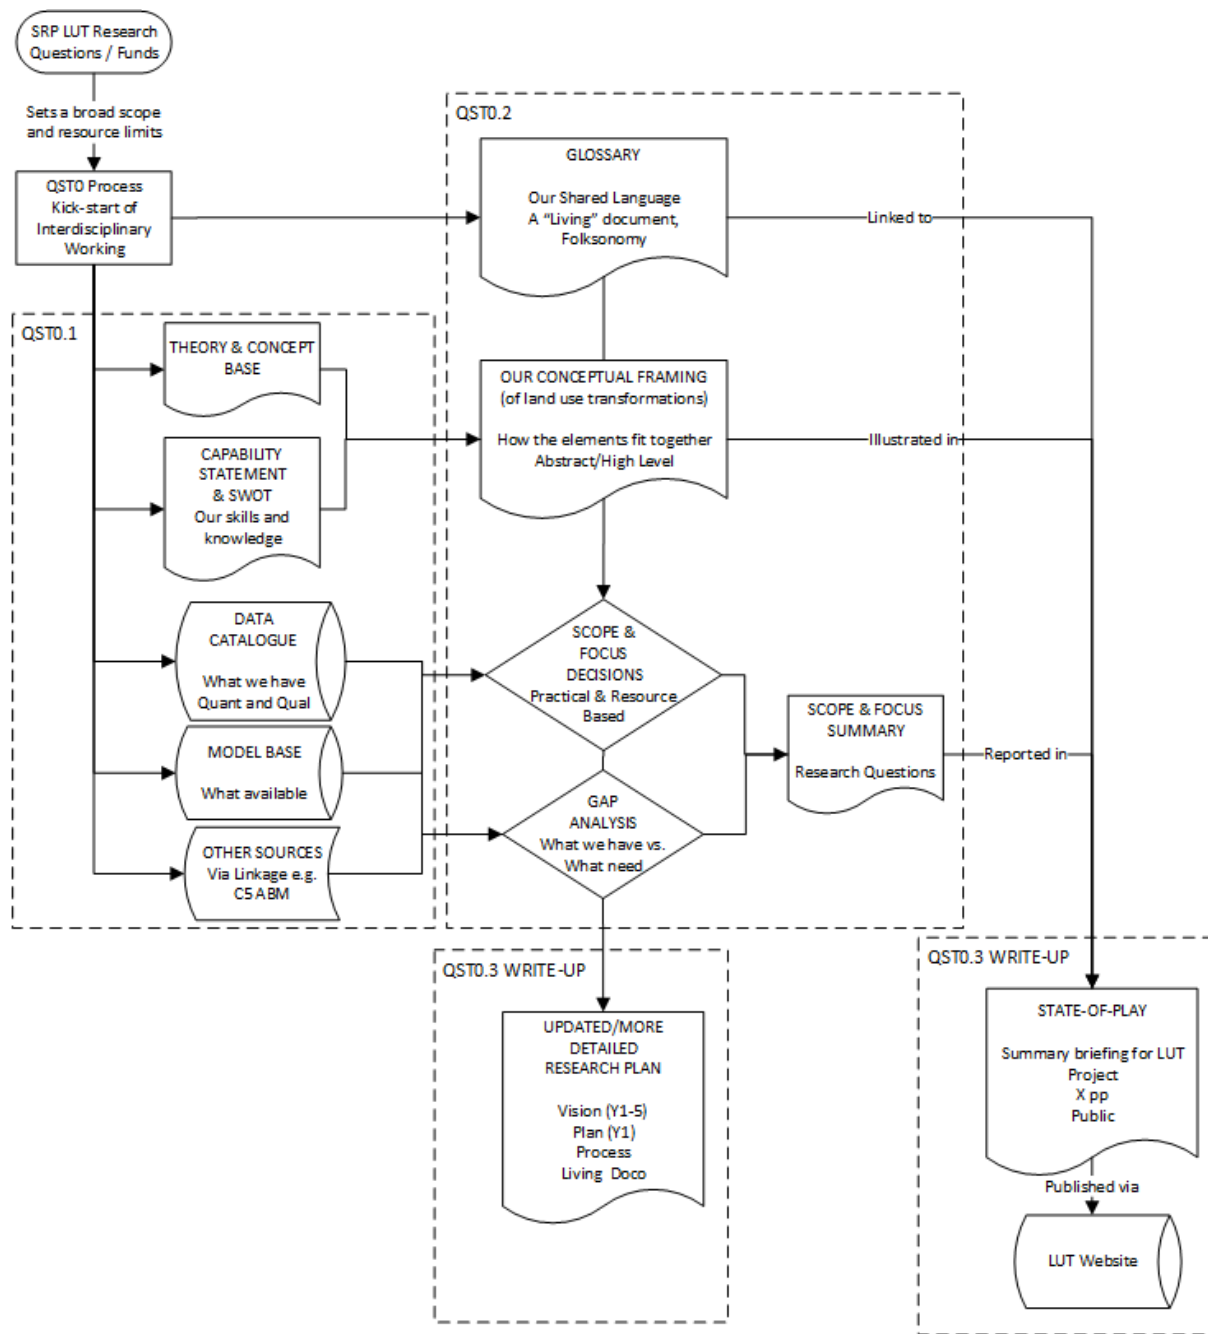 SRP LUT Research
Questions / Funds
Sets a broad scope
and resource limits
QST0 Process
Kick-start of
Interdisciplinary
Working
QST0.2
GLOSSARY
Our Shared Language
A “Living” document,
Folksonomy
Linked to
QST0.1
THEORY & CONCEPT
BASE
CAPABILITY
STATEMENT
& SWOT
Our skills and
knowledge
OUR CONCEPTUAL FRAMING
(of land use transformations)
How the elements fit together
Abstract/High Level
Illustrated in
DATA
CATALOGUE
What we have
Quant and Qual
MODEL BASE
What available
OTHER SOURCES
Via Linkage e.g.
C5 ABM
SCOPE &
FOCUS
DECISIONS
Practical & Resource
Based
GAP
ANALYSIS
What we have vs.
What need
SCOPE & FOCUS
SUMMARY
Research Questions
Reported in
QST0.3 WRITE-UP
UPDATED/MORE
DETAILED
RESEARCH PLAN
Vision (Y1-5)
Plan (Y1)
Process
Living Doco
QST0.3 WRITE-UP
STATE-OF-PLAY
Summary briefing for LUT
Project
X pp
Public
Published via
LUT Website